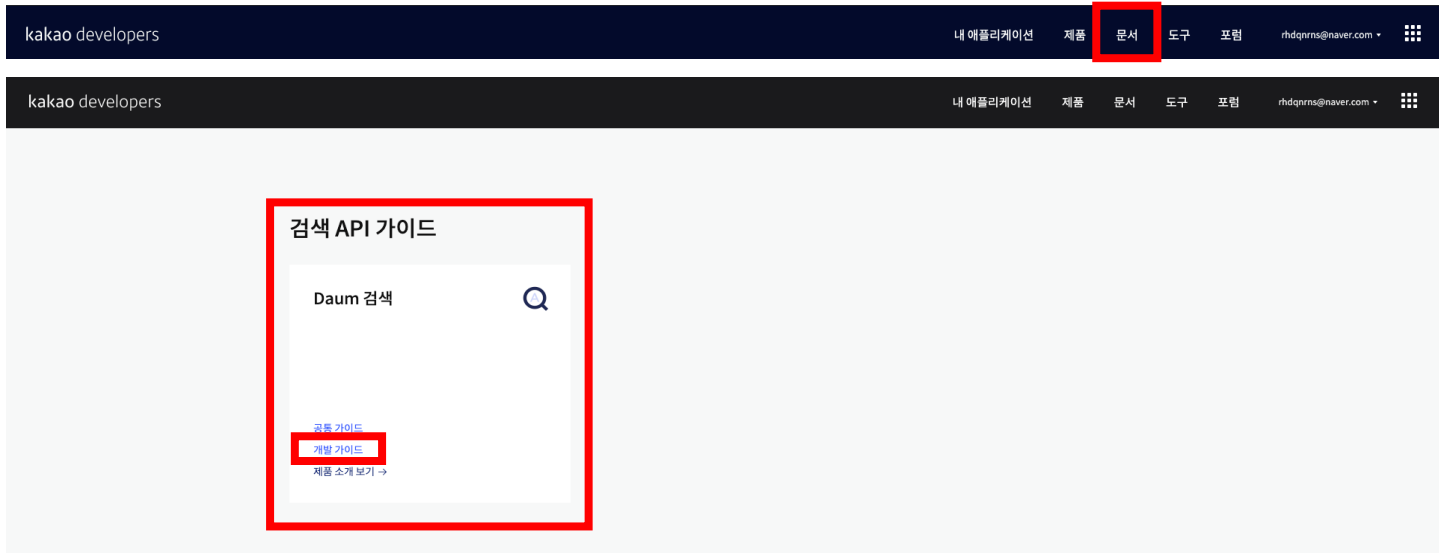 kakao developers 내 애플리케이션 제품 문서 도구 포럼 rhdqnrns@naver.com
kakao developers 내 애플리케이션 제품 문서 도구 포럼 rhdqnrns@naver.com
검색 API 가이드
Daum 검색
공통 가이드
개발 가이드
제품 소개 보기 →